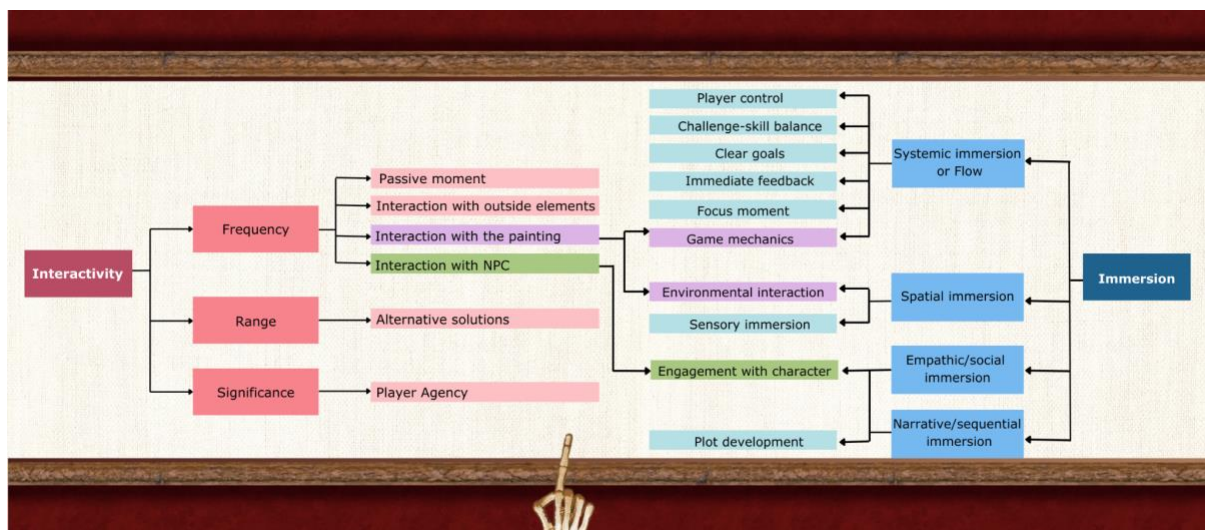 Interactivity
Frequency
Range
Significance
Passive moment
Interaction with outside elements
Interaction with the painting
Interaction with NPC
Alternative solutions
Player Agency
Player control
Challenge-skill balance
Clear goals
Immediate feedback
Focus moment
Game mechanics
Environmental interaction
Sensory immersion
Engagement with character
Plot development
Systemic immersion
or Flow
Spatial immersion
Empathic/social
immersion
Narrative/sequential
immersion
Immersion